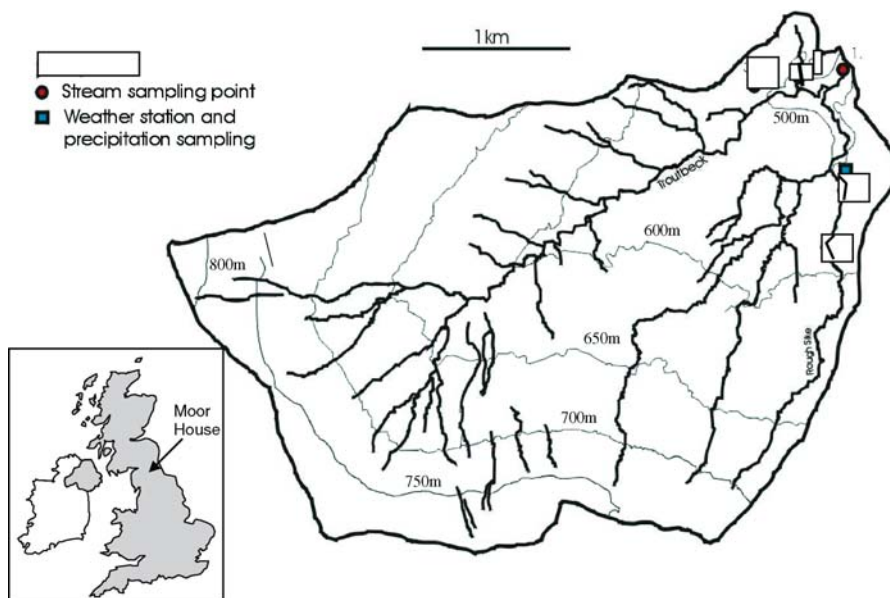 1km
Stream sampling point
Weather station and
precipitation sampling
1.
500m
Troutbeck
600m
800m
650m
Rough Sike
700m
750m
Moor
House